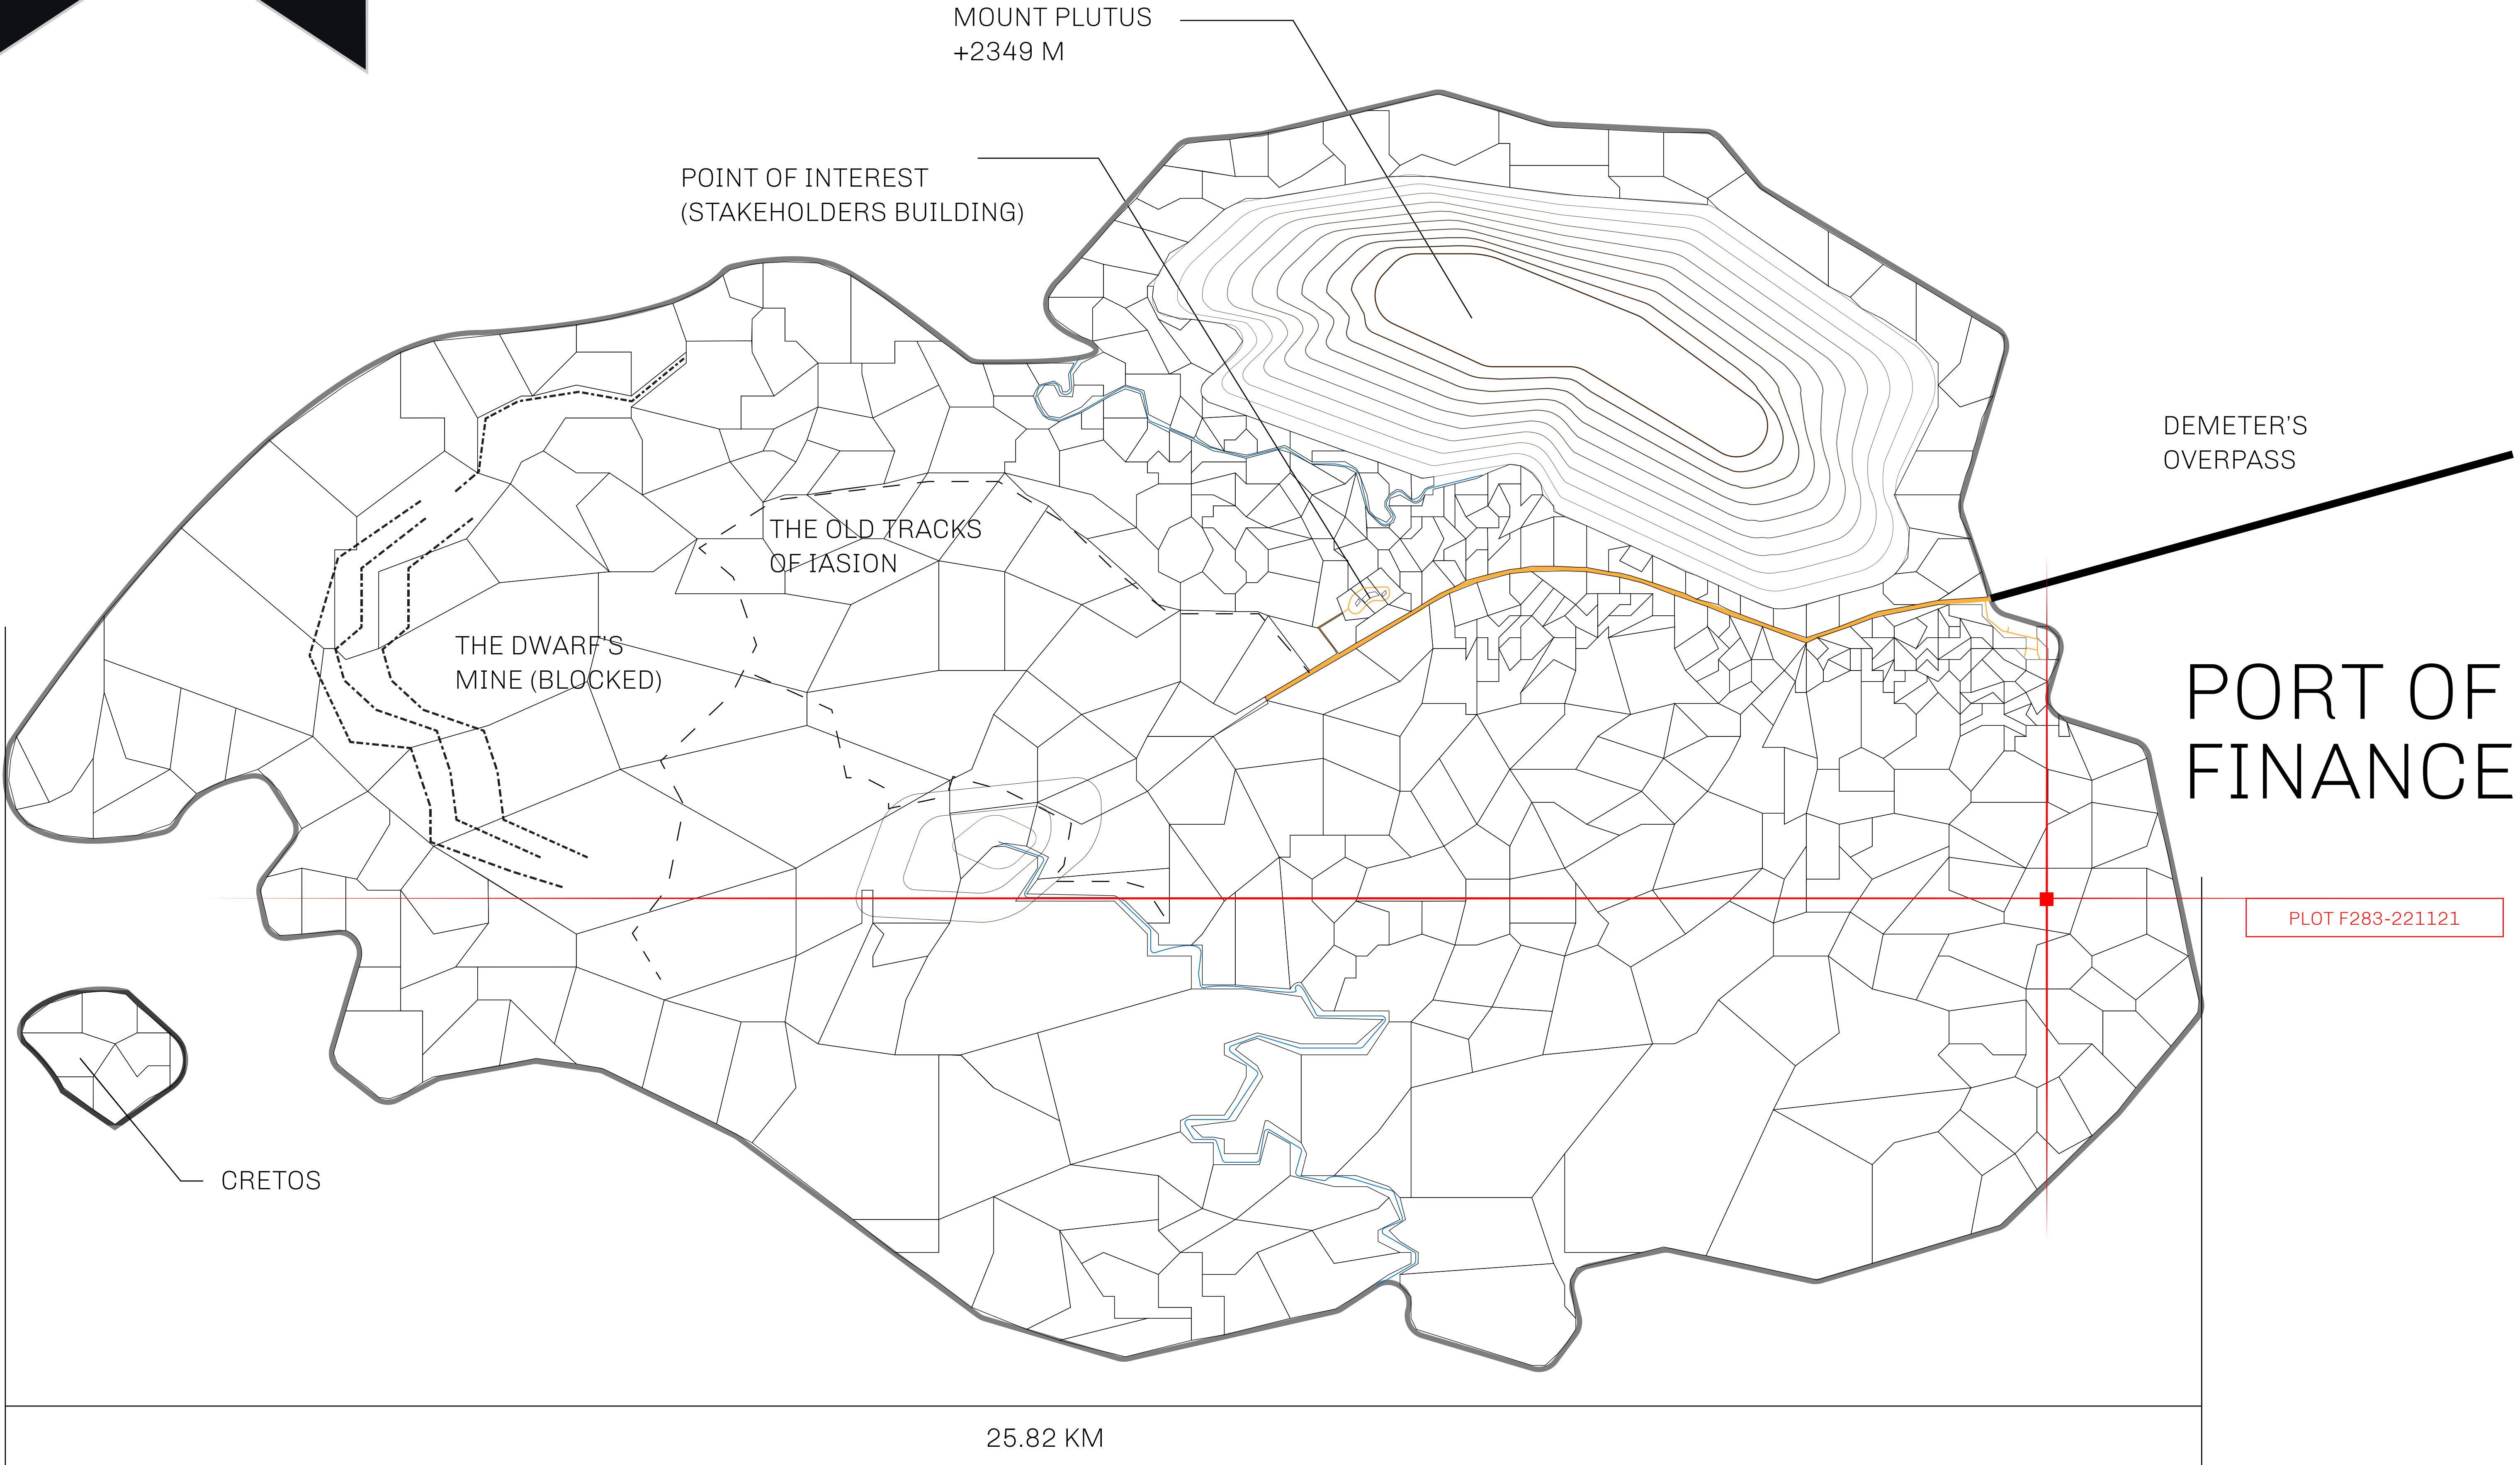 MOUNT PLUTUS
+2349 M
POINT OF INTEREST
(STAKEHOLDERS BUILDING)
DEMETER'S
OVERPASS
THE OLD TRACKS
OF IASION
THE DWARF'S
MINE (BLOCKED)
PORT OF
FINANCE
PLOT F283-221121
CRETOS
25.82 KM